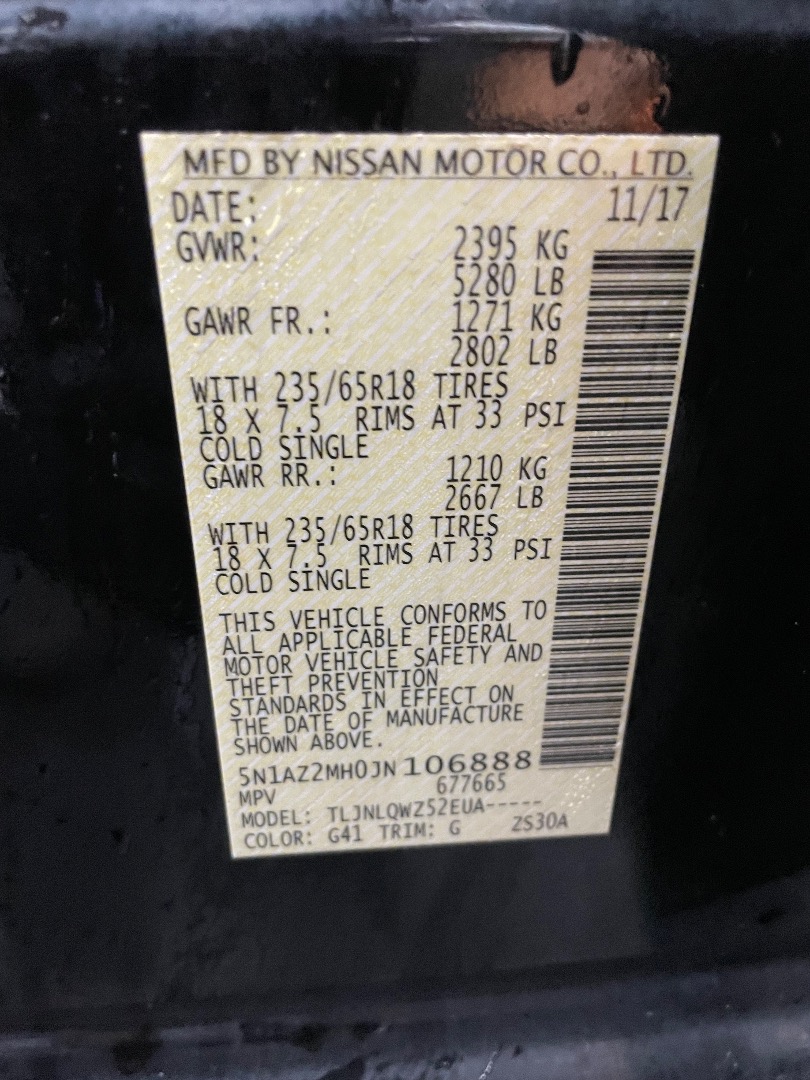 MFD BY NISSAN MOTOR CO., LTD.
DATE: 11/17
GVWR: 2395 KG
5280 LB
GAWR FR.: 1271 KG
2802 LB
WITH 235/65R18 TIRES
18 X 7.5 RIMS AT 33 PSI
COLD SINGLE
GAWR RR.: 1210 KG
2667 LB
WITH 235/65R18 TIRES
18 X 7.5 RIMS AT 33 PSI
COLD SINGLE
THIS VEHICLE CONFORMS TO
ALL APPLICABLE FEDERAL
MOTOR VEHICLE SAFETY AND
THEFT PREVENTION
STANDARDS IN EFFECT ON
THE DATE OF MANUFACTURE
SHOWN ABOVE.
5N1AZ2MH0JN106888
MPV 677665
MODEL: TLJNLQWZ52EUA-----
COLOR: G41 TRIM: G ZS30A